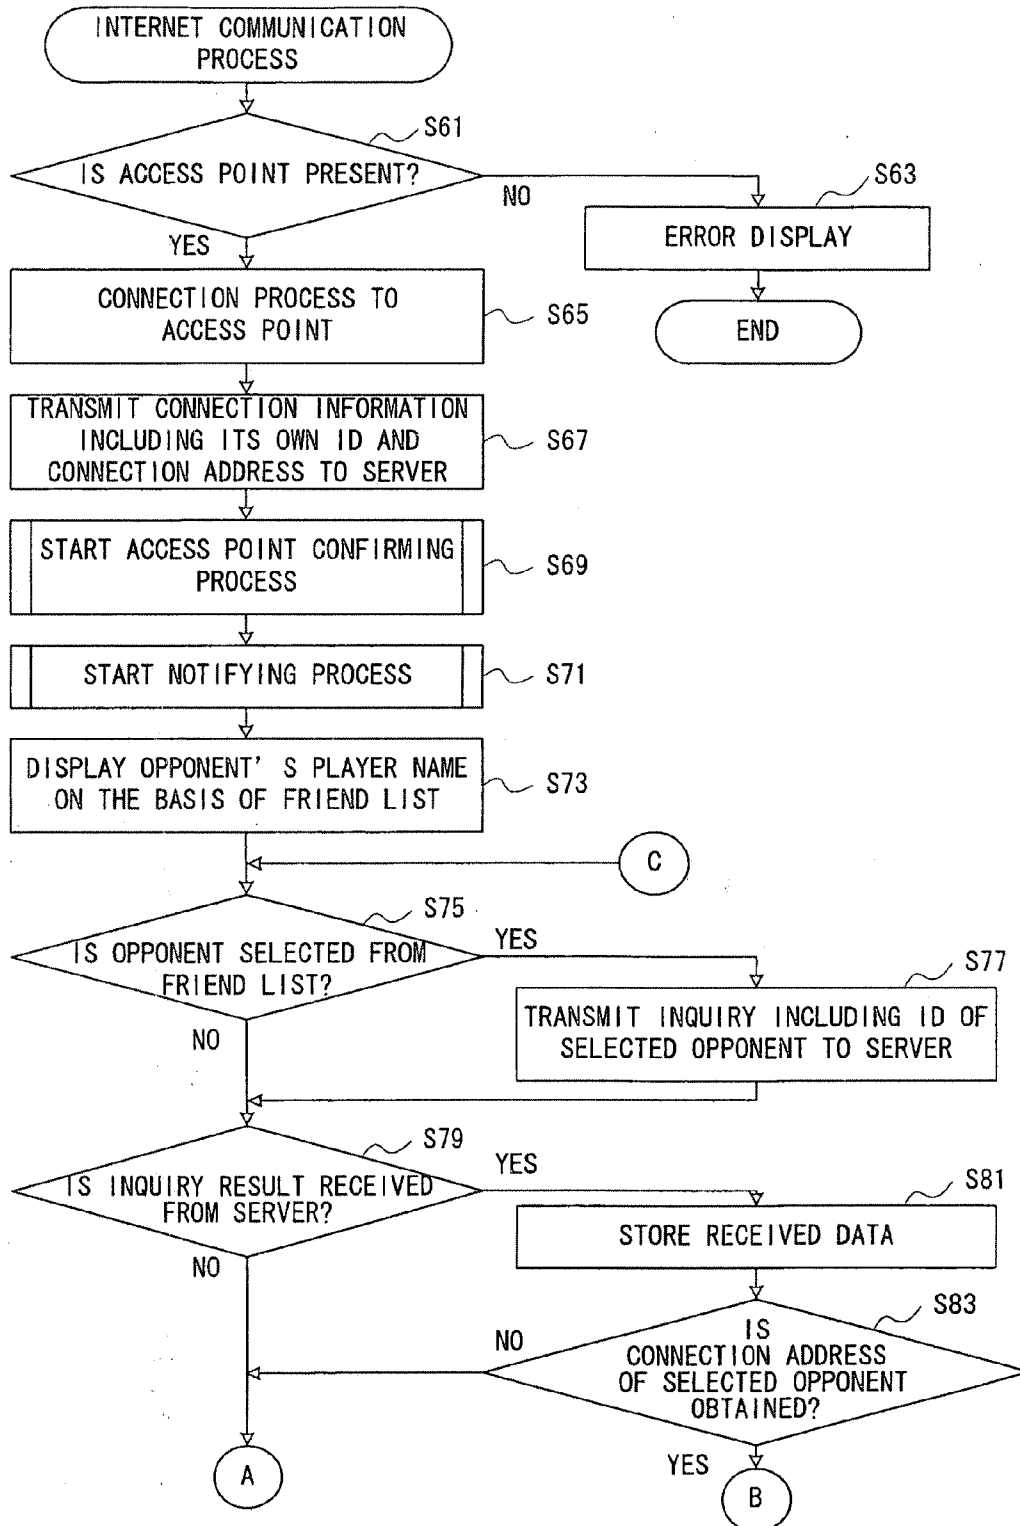 INTERNET COMMUNICATION
PROCESS
S61
IS ACCESS POINT PRESENT?
NO
S63
ERROR DISPLAY
END
YES
CONNECTION PROCESS TO
ACCESS POINT
S65
TRANSMIT CONNECTION INFORMATION
INCLUDING ITS OWN ID AND
CONNECTION ADDRESS TO SERVER
S67
START ACCESS POINT CONFIRMING
PROCESS
S69
START NOTIFYING PROCESS
S71
DISPLAY OPPONENT' S PLAYER NAME
ON THE BASIS OF FRIEND LIST
S73
C
S75
IS OPPONENT SELECTED FROM
FRIEND LIST?
YES
S77
TRANSMIT INQUIRY INCLUDING ID OF
SELECTED OPPONENT TO SERVER
NO
S79
IS INQUIRY RESULT RECEIVED
FROM SERVER?
YES
S81
STORE RECEIVED DATA
NO
S83
IS
CONNECTION ADDRESS
OF SELECTED OPPONENT
OBTAINED?
NO
YES
A
B